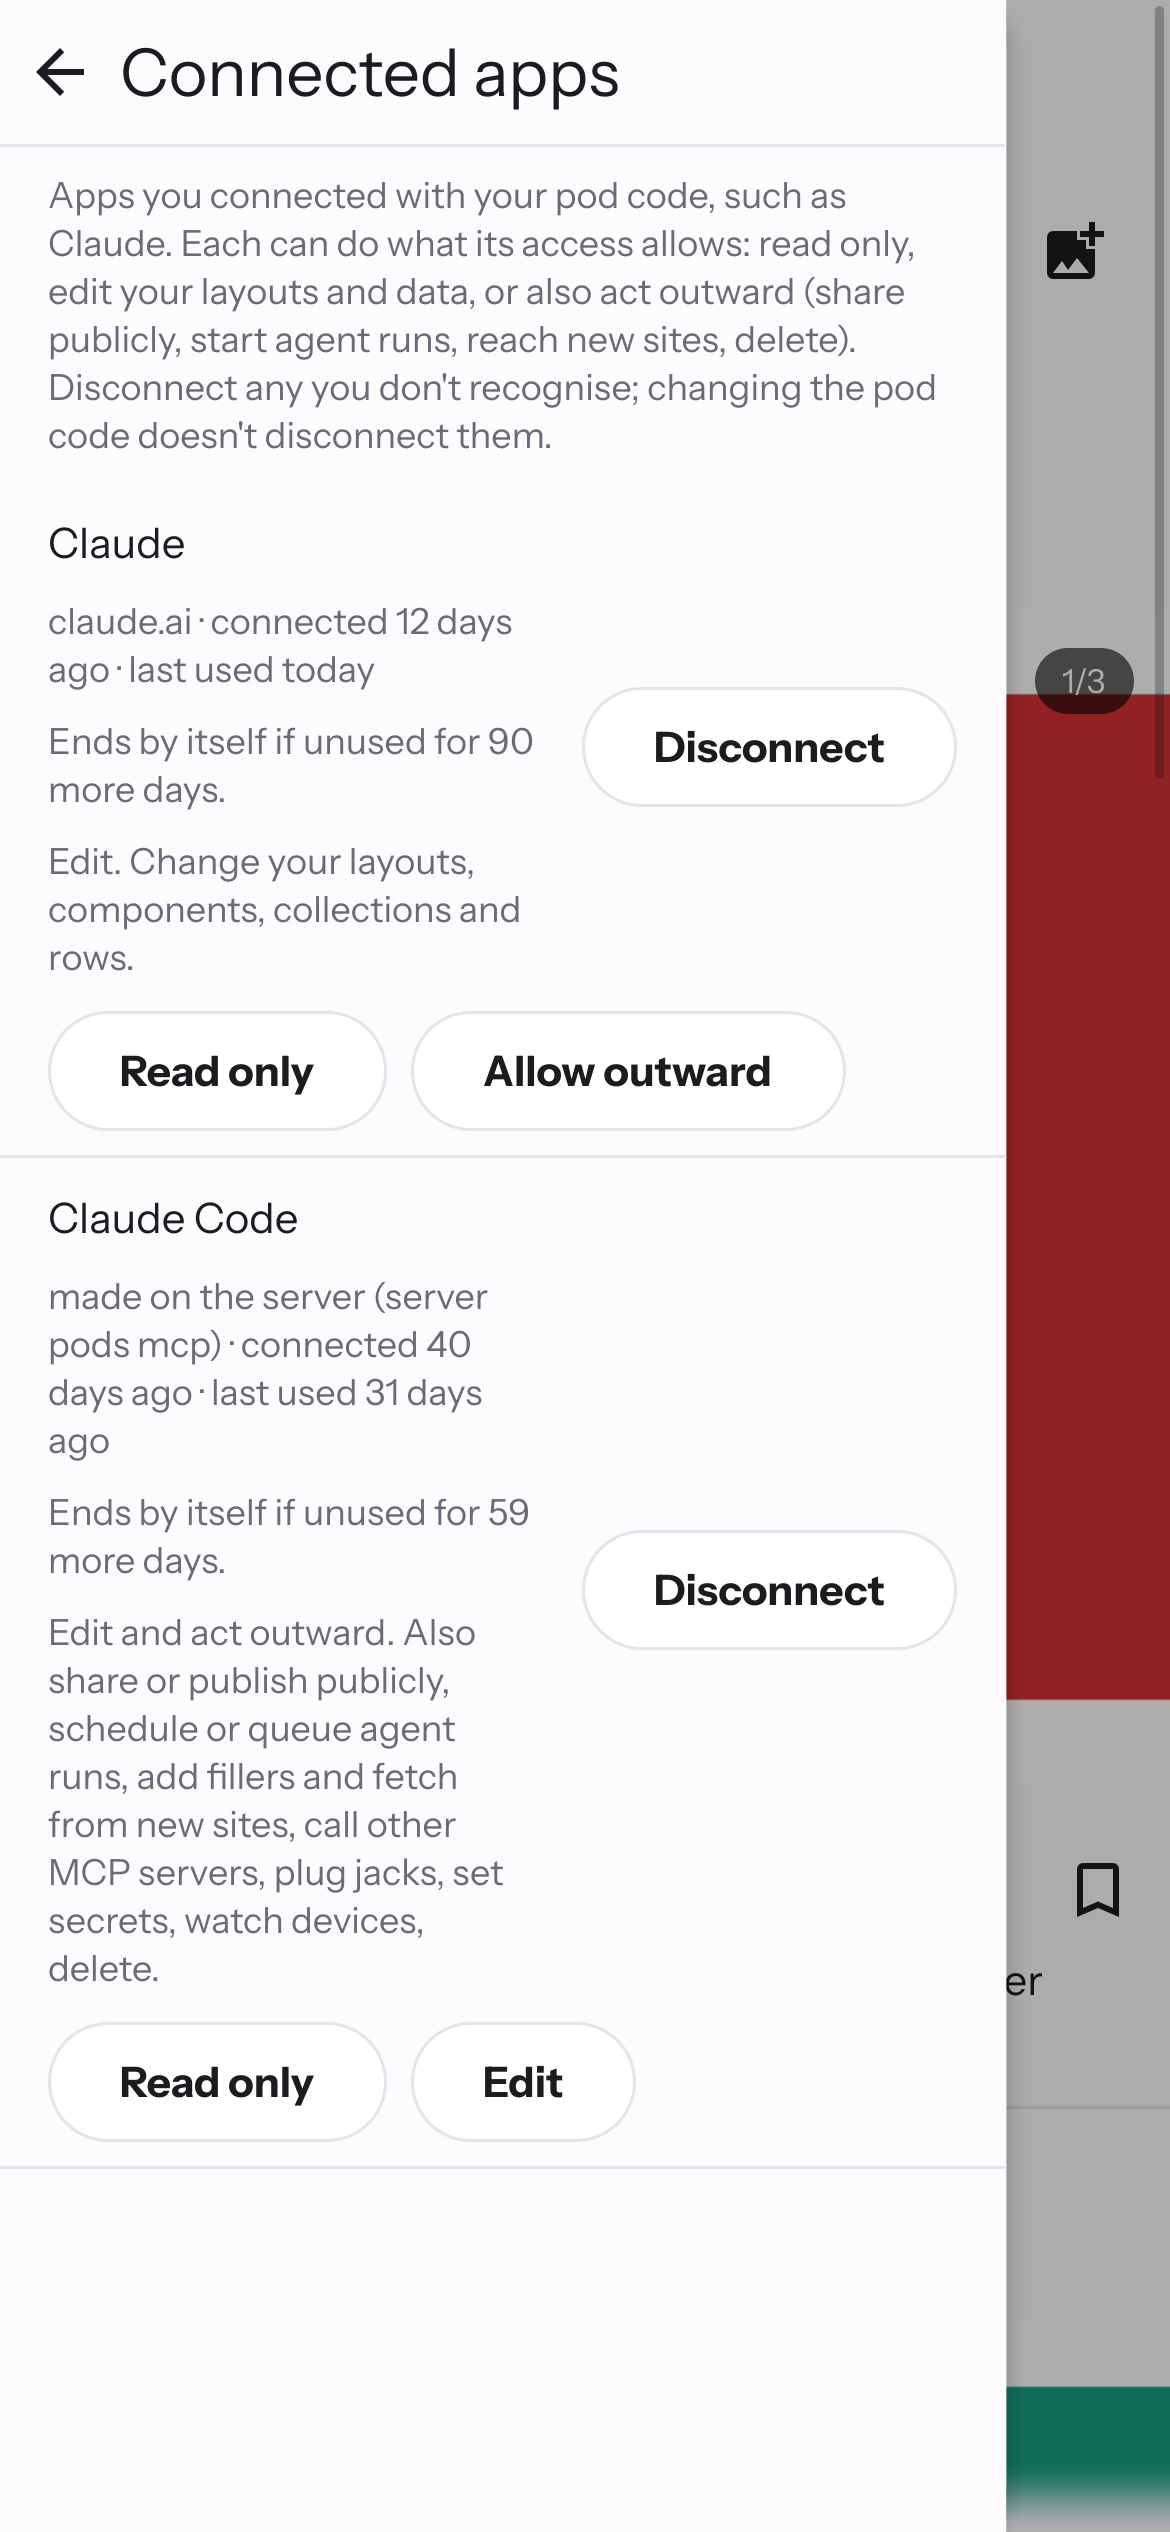 Connected apps
Apps you connected with your pod code, such as
Claude. Each can do what its access allows: read only,
edit your layouts and data, or also act outward (share
publicly, start agent runs, reach new sites, delete).
Disconnect any you don't recognise; changing the pod
code doesn't disconnect them.
Claude
claude.ai · connected 12 days
ago · last used today
Ends by itself if unused for 90
more days.
Disconnect
Edit. Change your layouts,
components, collections and
rows.
Read only
Allow outward
Claude Code
made on the server (server
pods mcp) · connected 40
days ago · last used 31 days
ago
Ends by itself if unused for 59
more days.
Disconnect
Edit and act outward. Also
share or publish publicly,
schedule or queue agent
runs, add fillers and fetch
from new sites, call other
MCP servers, plug jacks, set
secrets, watch devices,
delete.
Read only
Edit
1/3
er